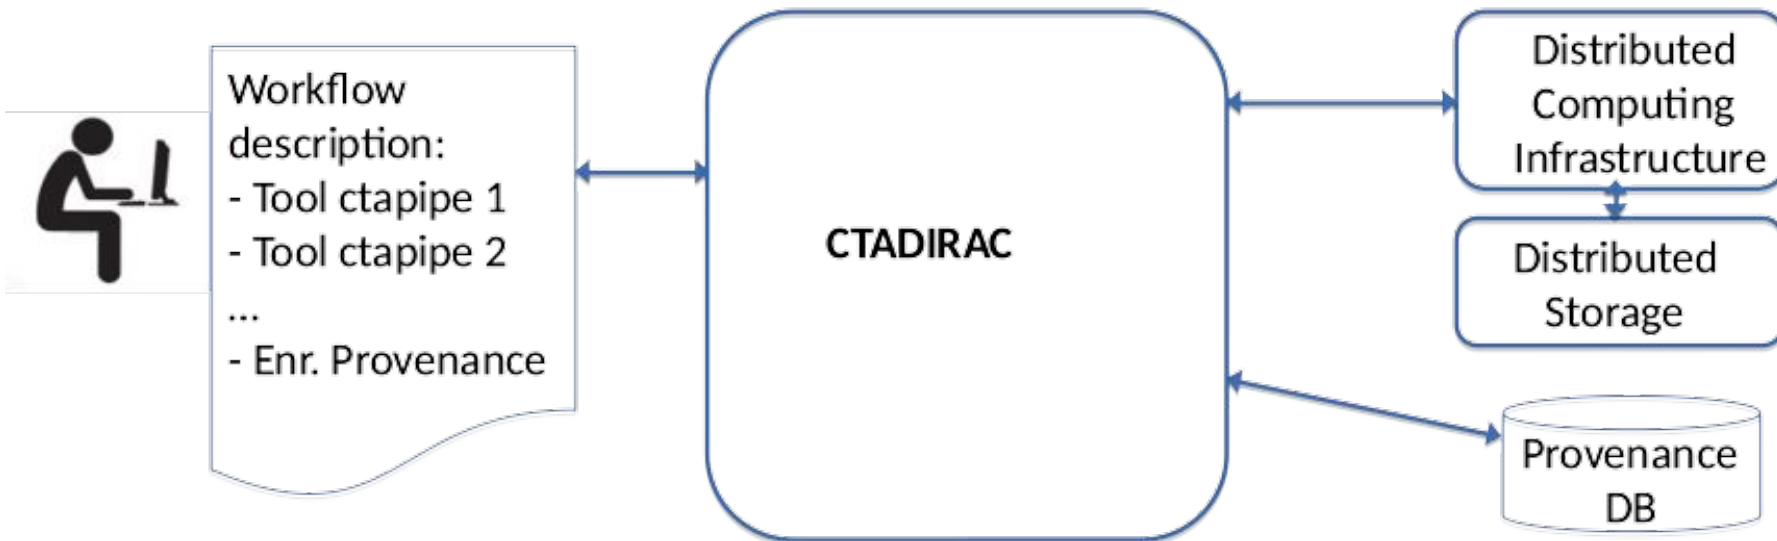 Workflow
description:
- Tool ctapipe 1
- Tool ctapipe 2
...
- Enr. Provenance
CTADIRAC
Distributed
Computing
Infrastructure
Distributed
Storage
Provenance
DB